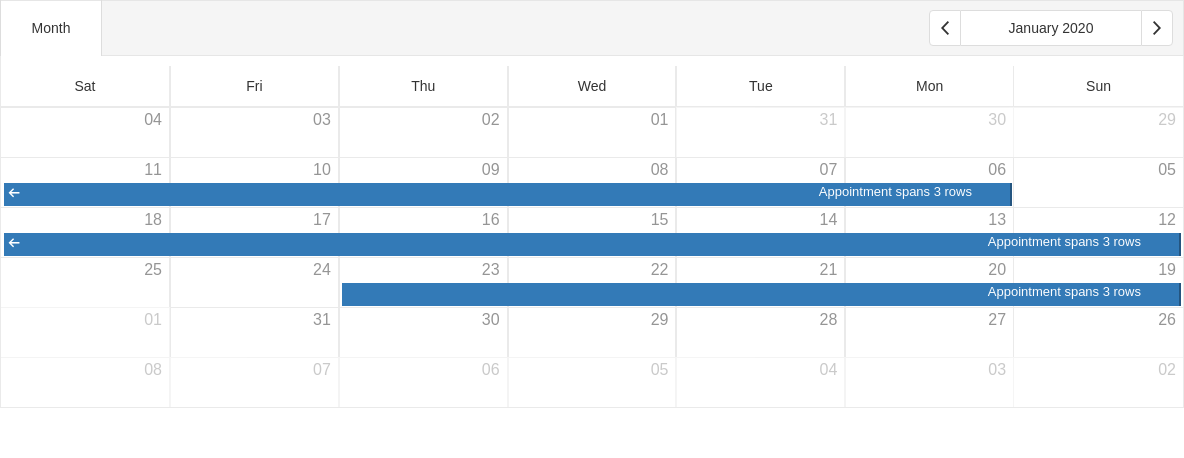 Month January 2020
Sat Fri Thu Wed Tue Mon Sun
04 03 02 01 31 30 29
11 10 09 08 07 06 05
Appointment spans 3 rows
18 17 16 15 14 13 12
Appointment spans 3 rows
25 24 23 22 21 20 19
Appointment spans 3 rows
01 31 30 29 28 27 26
08 07 06 05 04 03 02